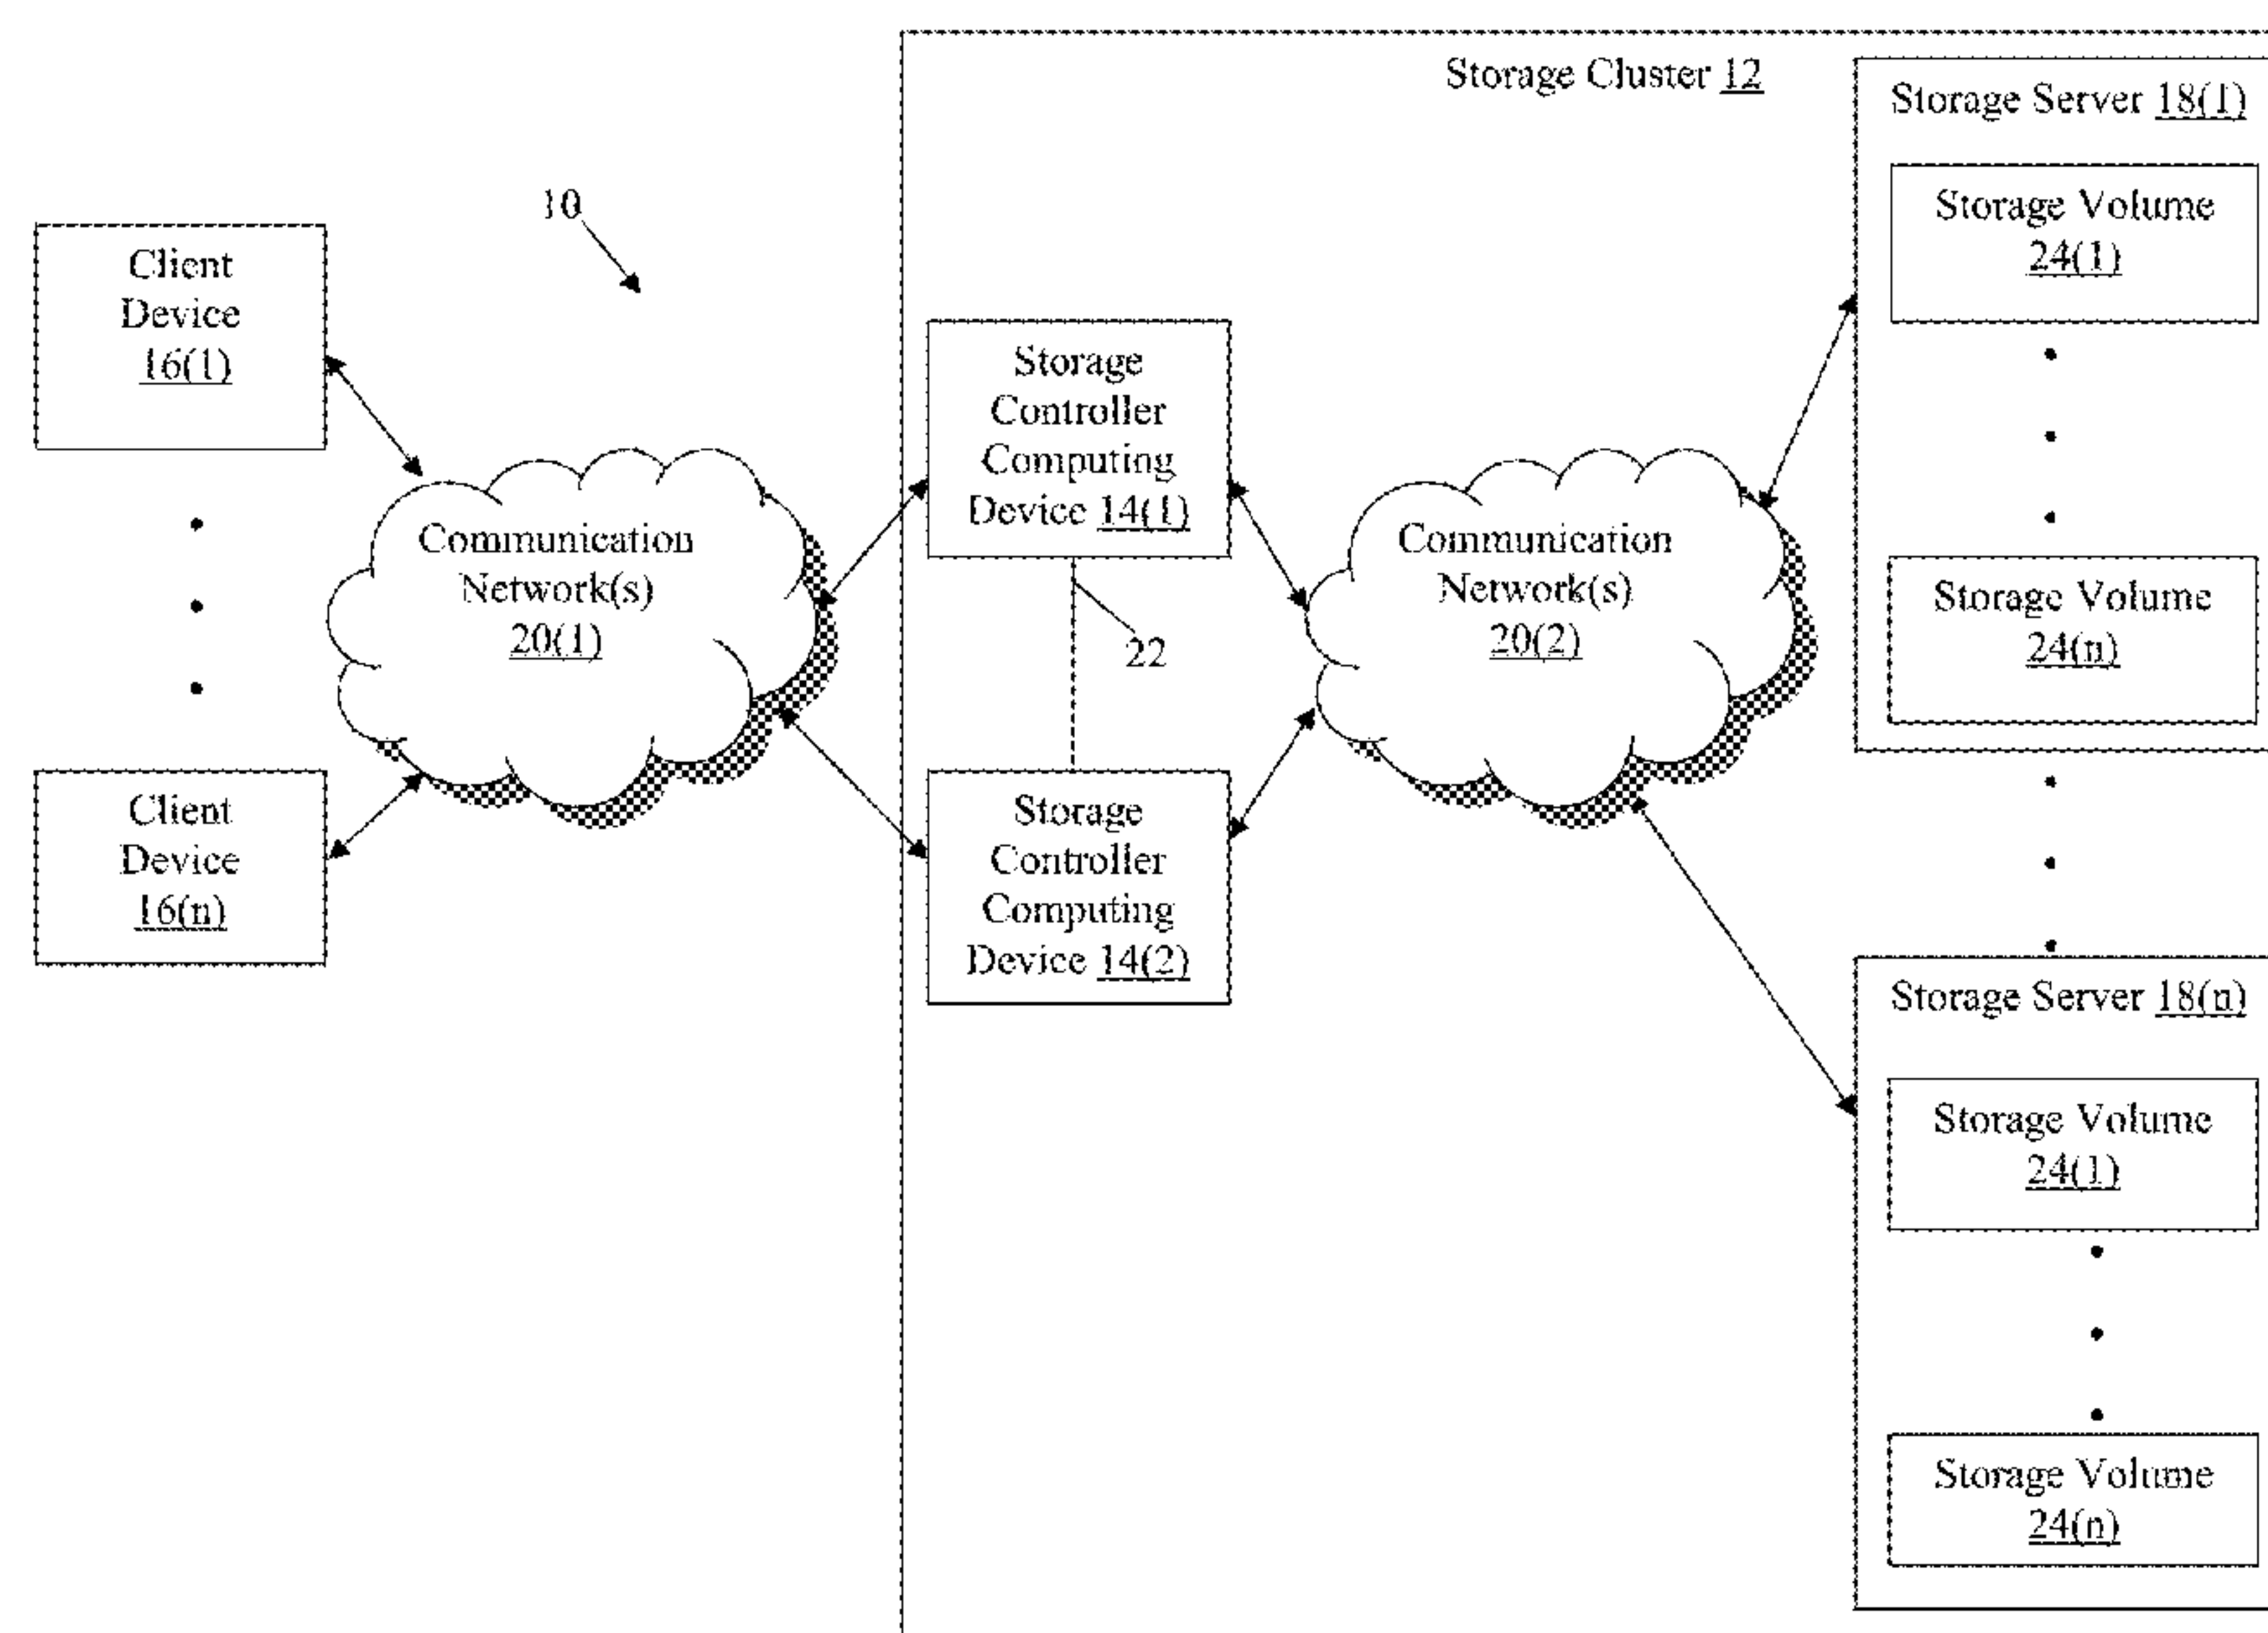 Storage Cluster 12
Storage Server 18(1)
Storage Volume
24(1)
Storage Volume
24(n)
10
Client
Device
16(1)
Communication
Network(s)
20(1)
Client
Device
16(n)
Storage
Controller
Computing
Device 14(1)
22
Storage
Controller
Computing
Device 14(2)
Communication
Network(s)
20(2)
Storage Server 18(n)
Storage Volume
24(1)
Storage Volume
24(n)